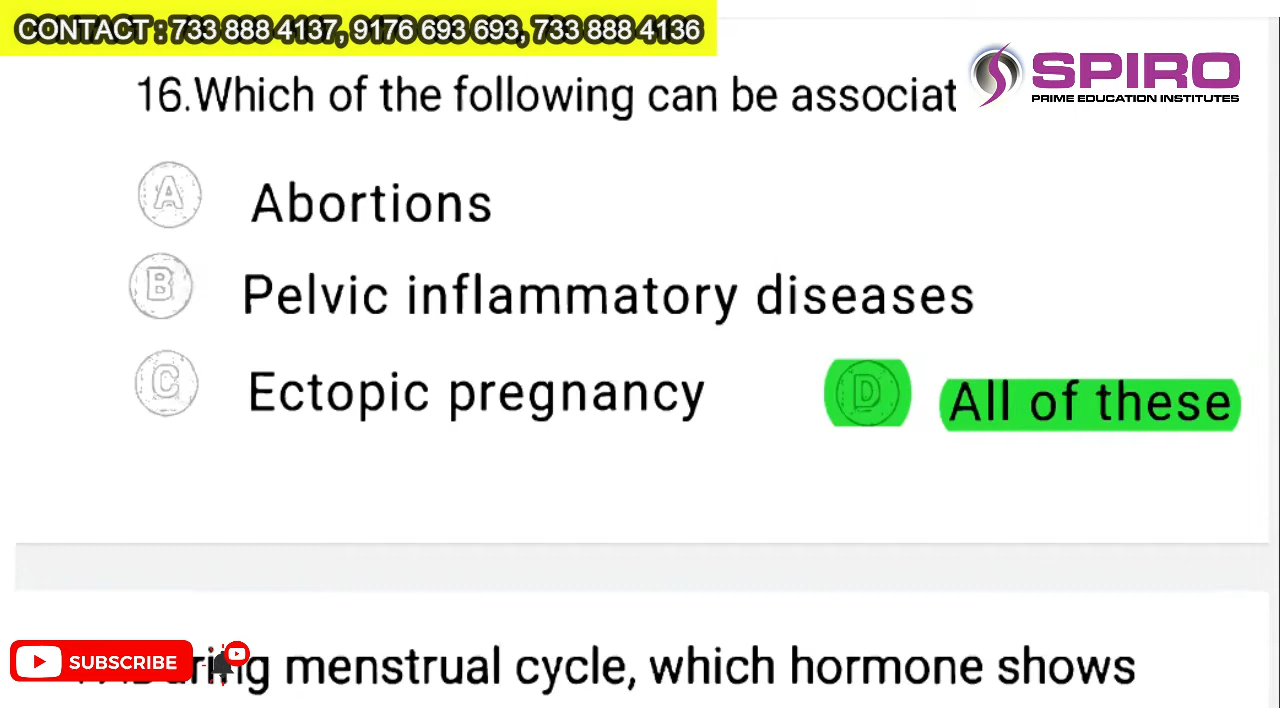 CONTACT : 733 888 4137, 9176 693 693, 733 888 4136
SPIRO
PRIME EDUCATION INSTITUTES
16.Which of the following can be associat
A Abortions
B Pelvic inflammatory diseases
C Ectopic pregnancy D All of these
SUBSCRIBE
menstrual cycle, which hormone shows